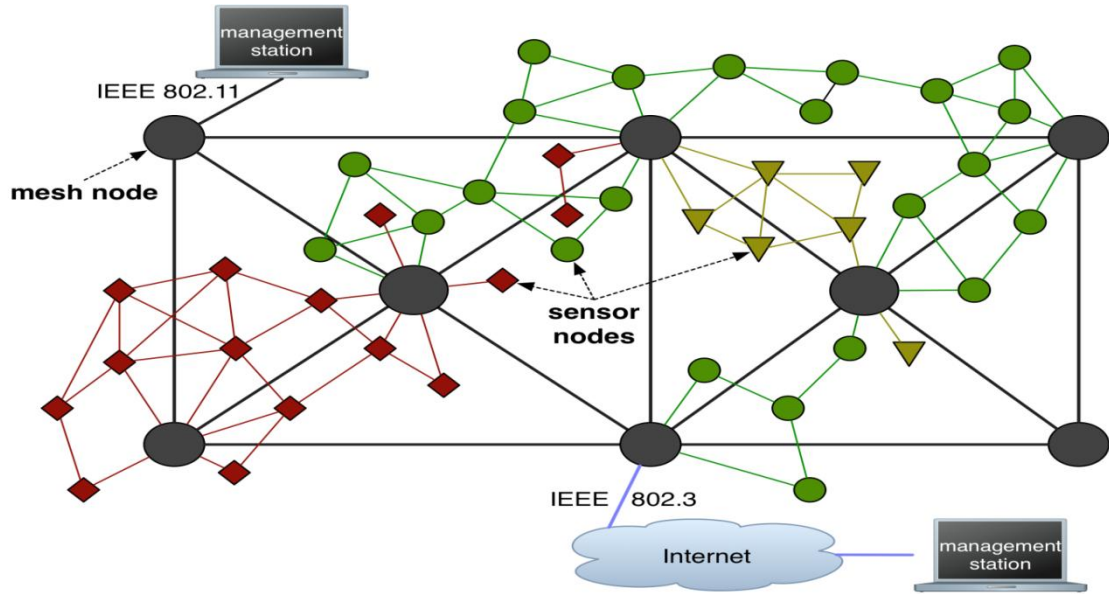 management
station
IEEE 802.11
mesh node
sensor
nodes
IEEE 802.3
Internet
management
station